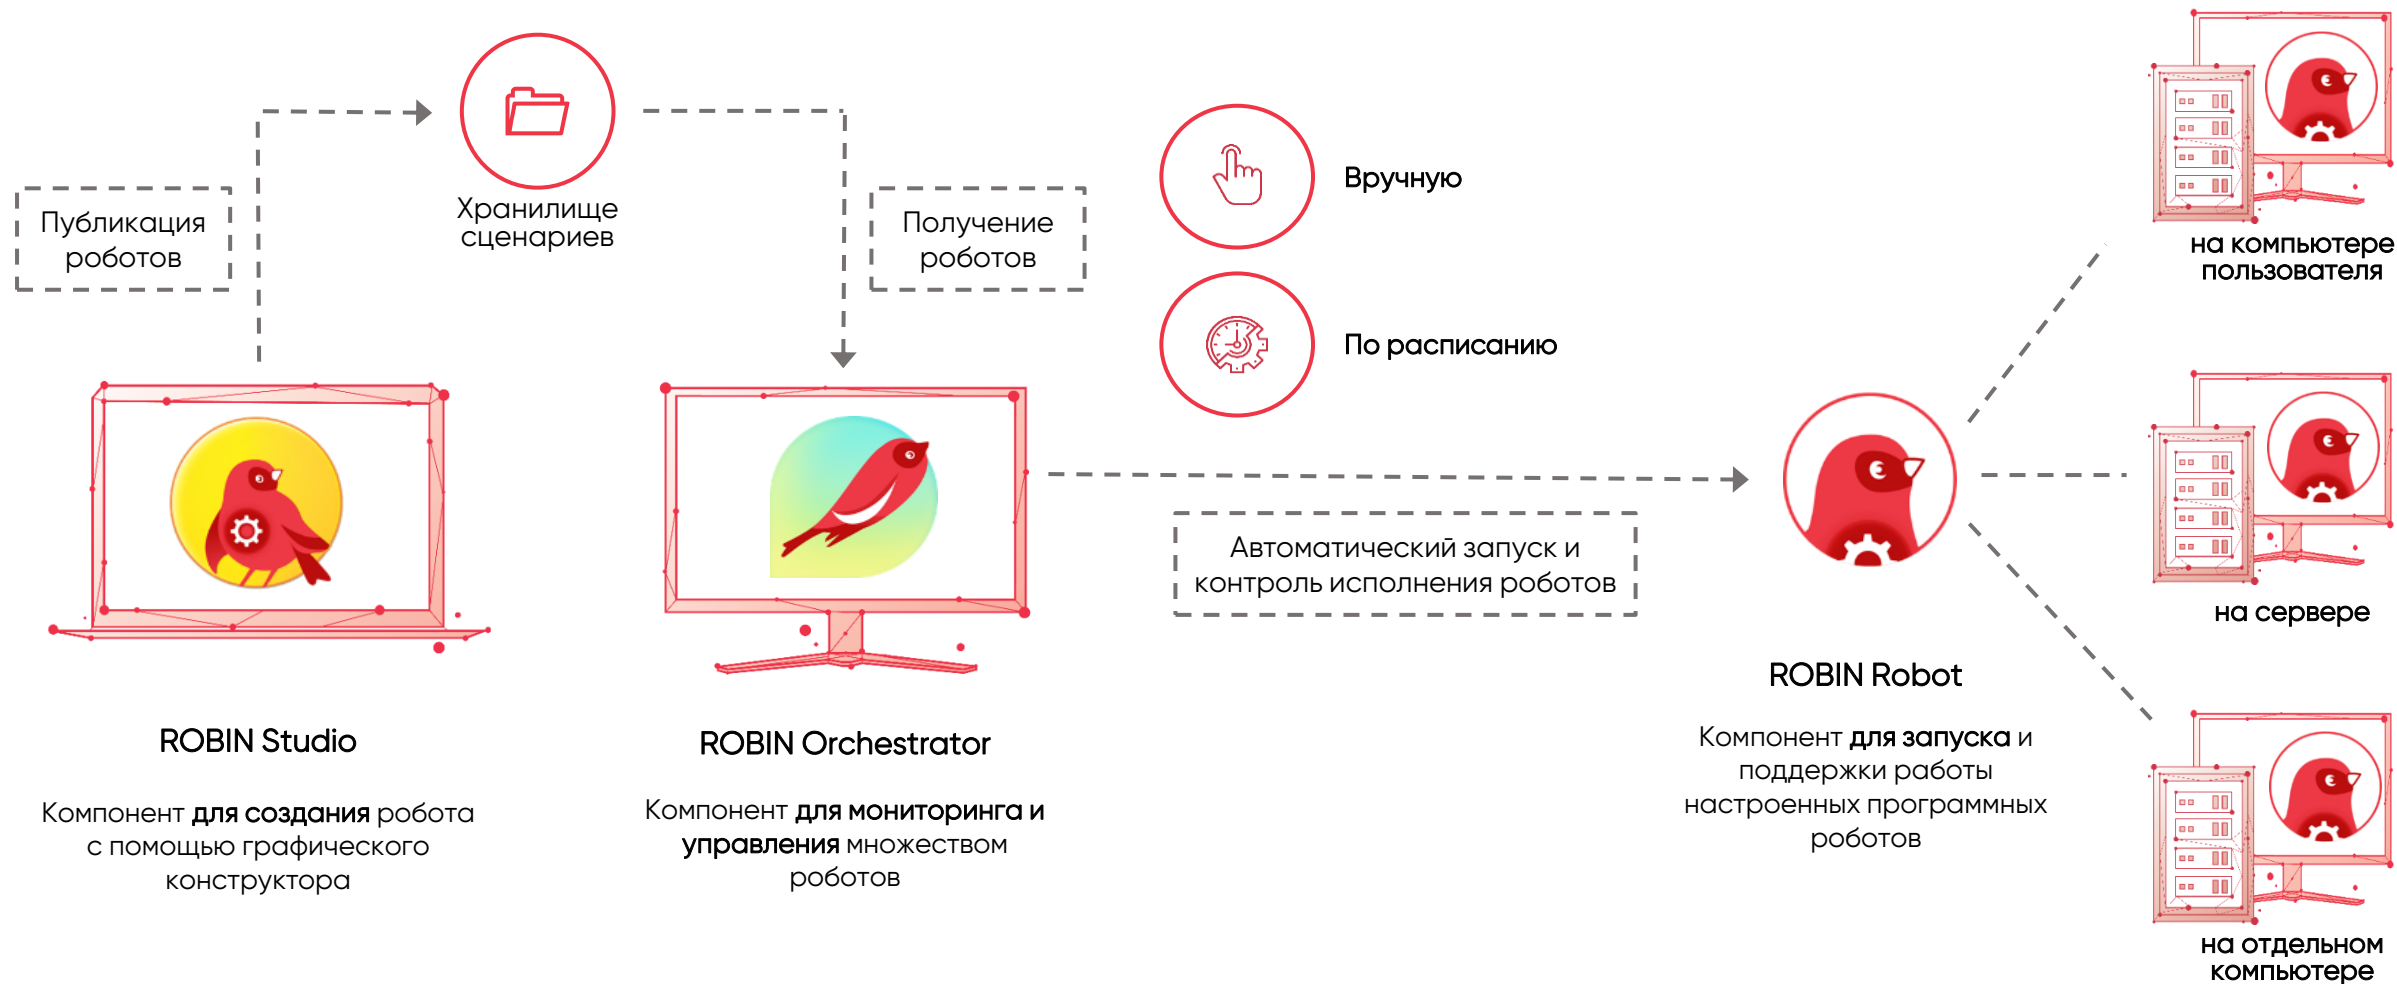 Публикация
роботов
Хранилище
сценариев
Получение
роботов
Вручную
По расписанию
на компьютере
пользователя
Автоматический запуск и
контроль исполнения роботов
на сервере
ROBIN Studio
Компонент для создания робота
с помощью графического
конструктора
ROBIN Orchestrator
Компонент для мониторинга и
управления множеством
роботов
ROBIN Robot
Компонент для запуска и
поддержки работы
настроенных программных
роботов
на отдельном
компьютере